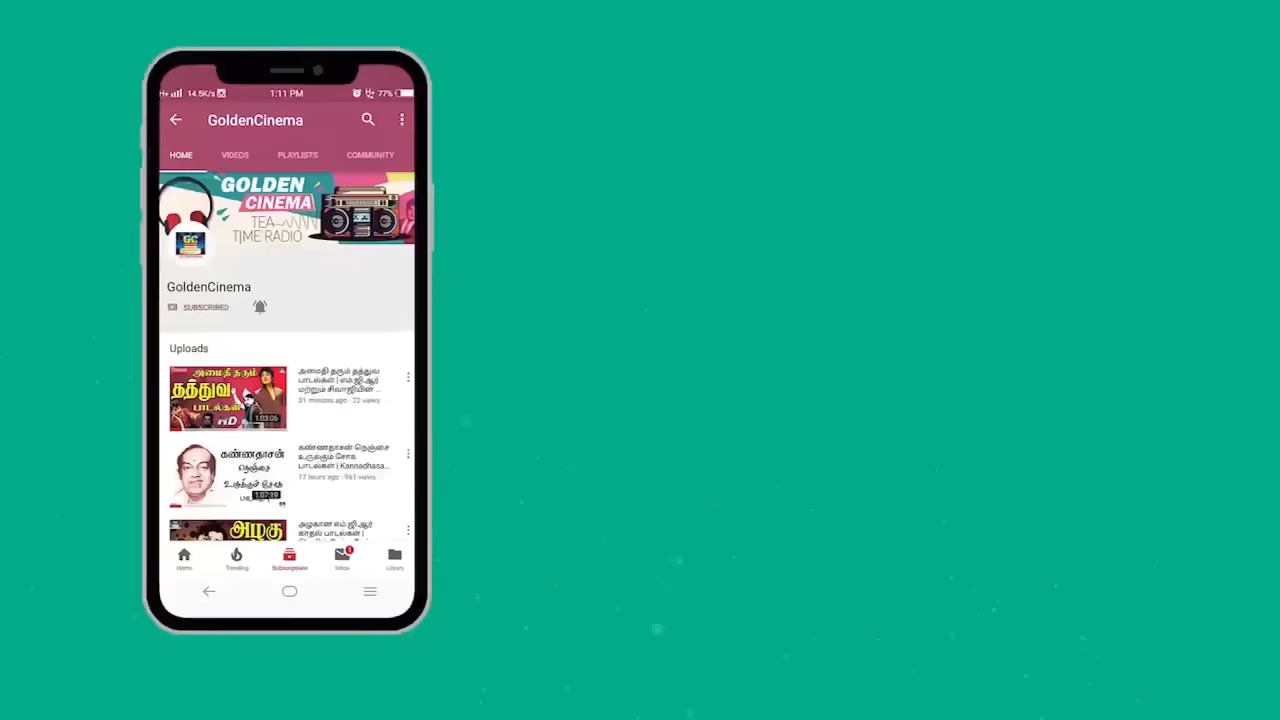 H+ 14.5K/s 1:11 PM 77%
GoldenCinema
HOME VIDEOS PLAYLISTS COMMUNITY
GOLDEN
CINEMA
TEA
TIME RADIO
GC
GoldenCinema
SUBSCRIBED
Uploads
அமைதி தரும்
தத்துவ
பாடல்கள்
HD
1:03:06
அமைதி தரும் தத்துவ
பாடல்கள் | எம்.ஜி.ஆர்
மற்றும் சிவாஜியின் ...
31 minutes ago · 22 views
கண்ணதாசன்
நெஞ்சை
உருக்கும் சோக
1:07:19
கண்ணதாசன் நெஞ்சை
உருக்கும் சோக
பாடல்கள் | Kannadhasa...
17 hours ago · 961 views
அழகு
அழகான எம்.ஜி.ஆர்
காதல் பாடல்கள் |
Home Trending Subscriptions Inbox Library
1